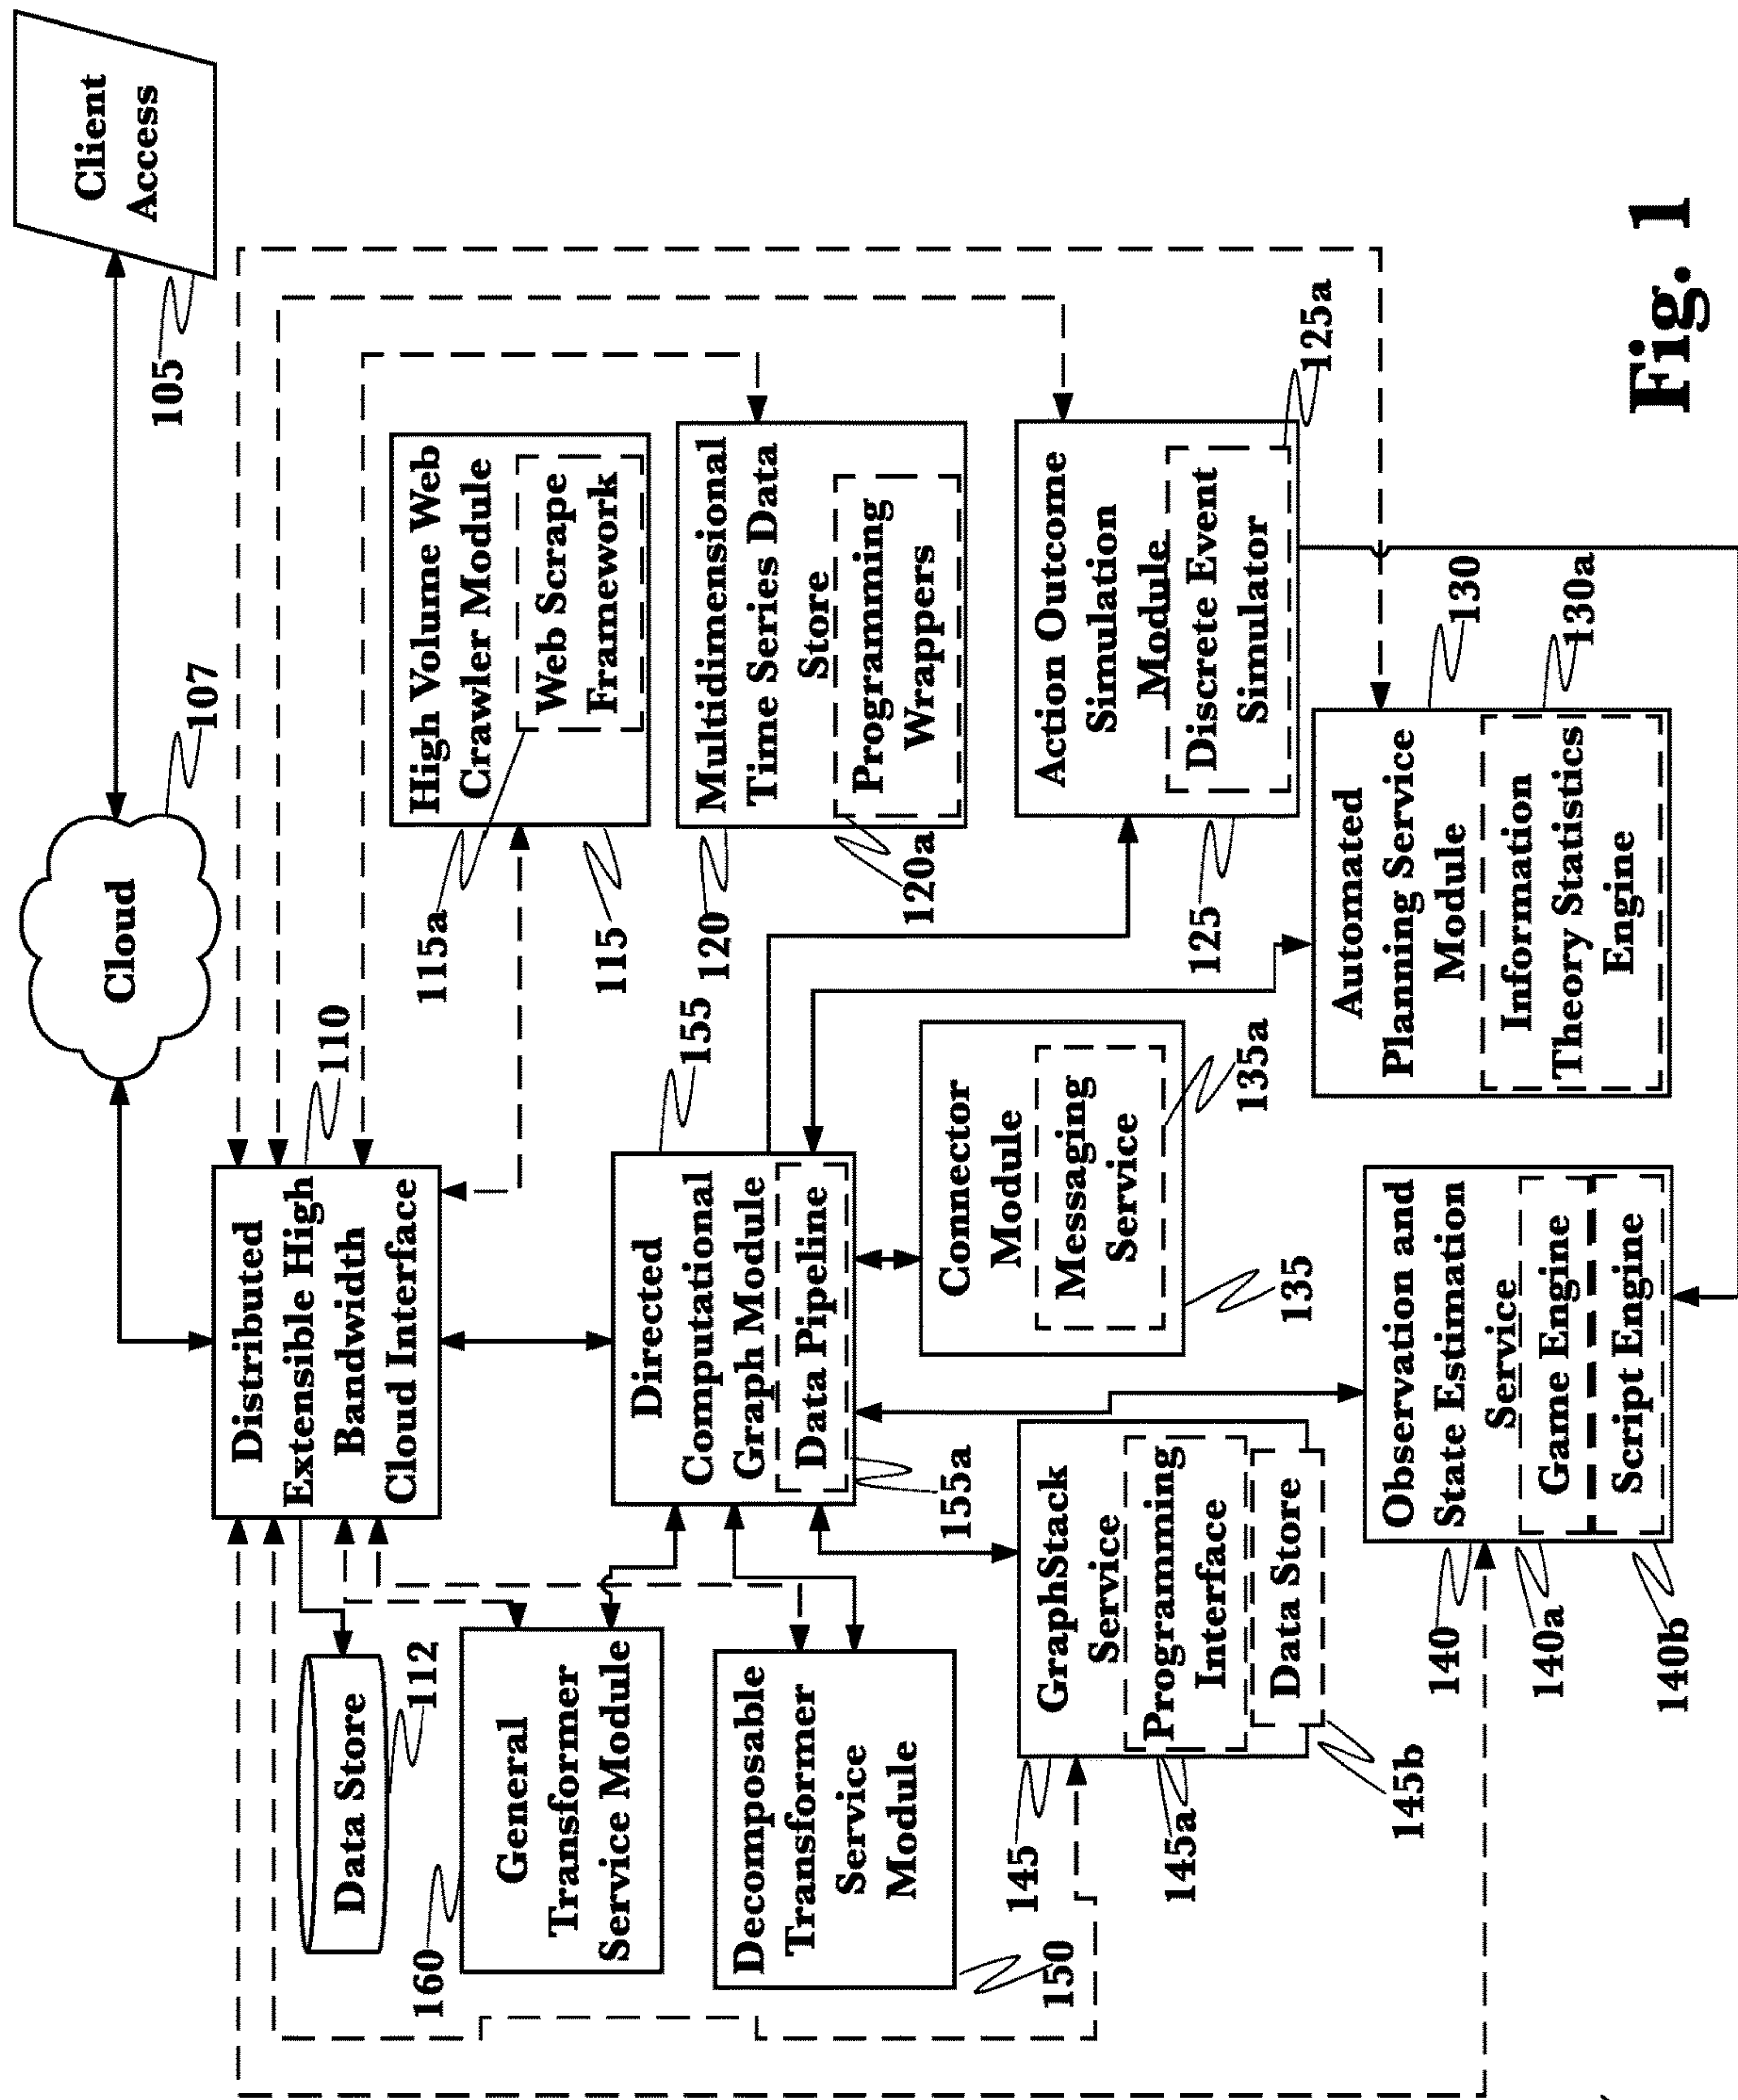 Client
Access
105
Cloud
107
Distributed
Extensible High
Bandwidth
Cloud Interface
110
Data Store
112
High Volume Web
Crawler Module
Web Scrape
Framework
115a
115
Multidimensional
Time Series Data
Store
Programming
Wrappers
120
120a
Action Outcome
Simulation
Module
Discrete Event
Simulator
125
125a
Automated
Planning Service
Module
Information
Theory Statistics
Engine
130
130a
Directed
Computational
Graph Module
Data Pipeline
155
155a
Connector
Module
Messaging
Service
135
135a
General
Transformer
Service Module
160
Decomposable
Transformer
Service
Module
150
GraphStack
Service
Programming
Interface
Data Store
145
145a
145b
Observation and
State Estimation
Service
Game Engine
Script Engine
140
140a
140b
Fig. 1